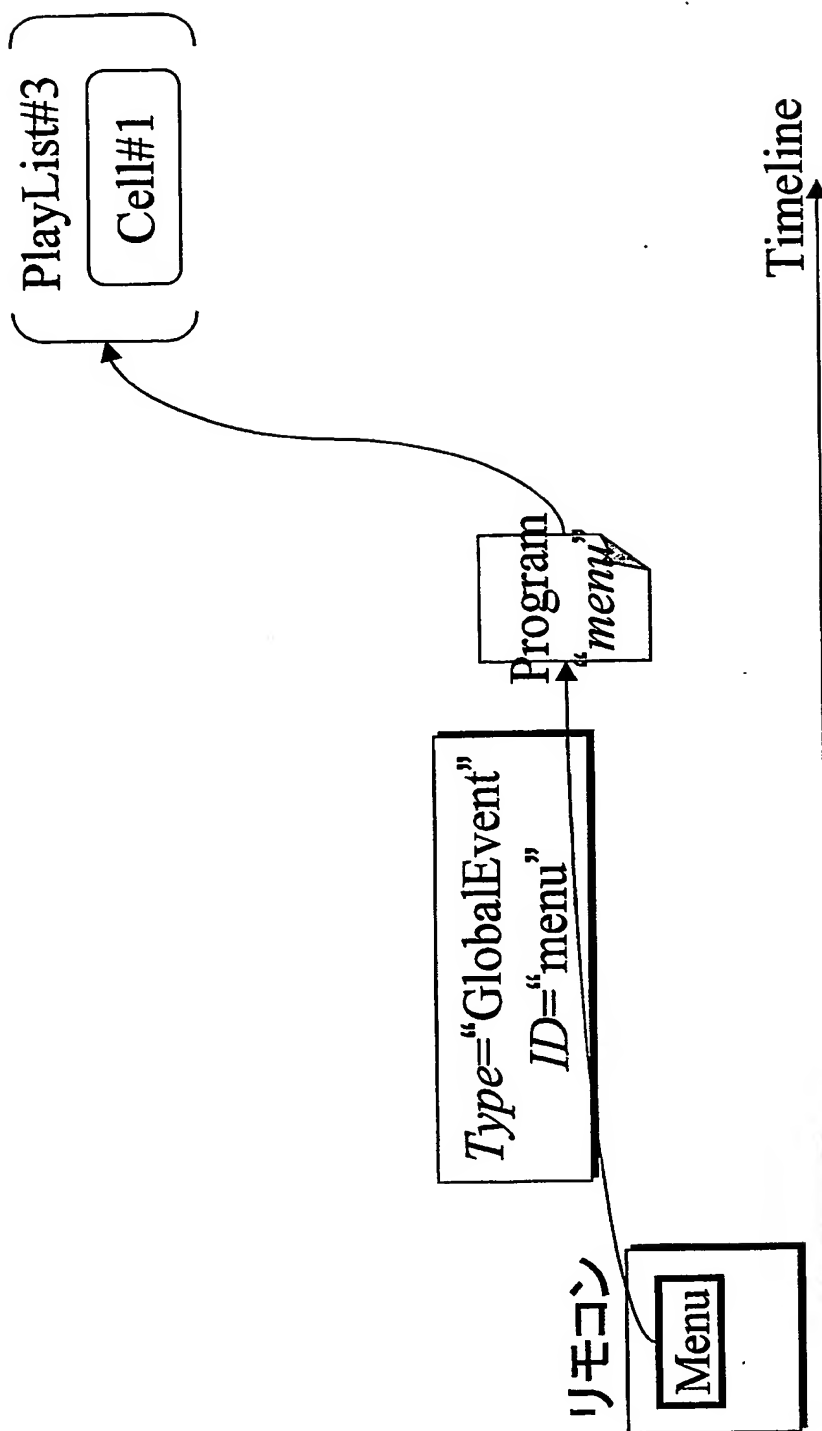 PlayList#3
Cell#1
Program
“menu”
Type=“GlobalEvent”
ID=“menu”
リモコン
Menu
Timeline